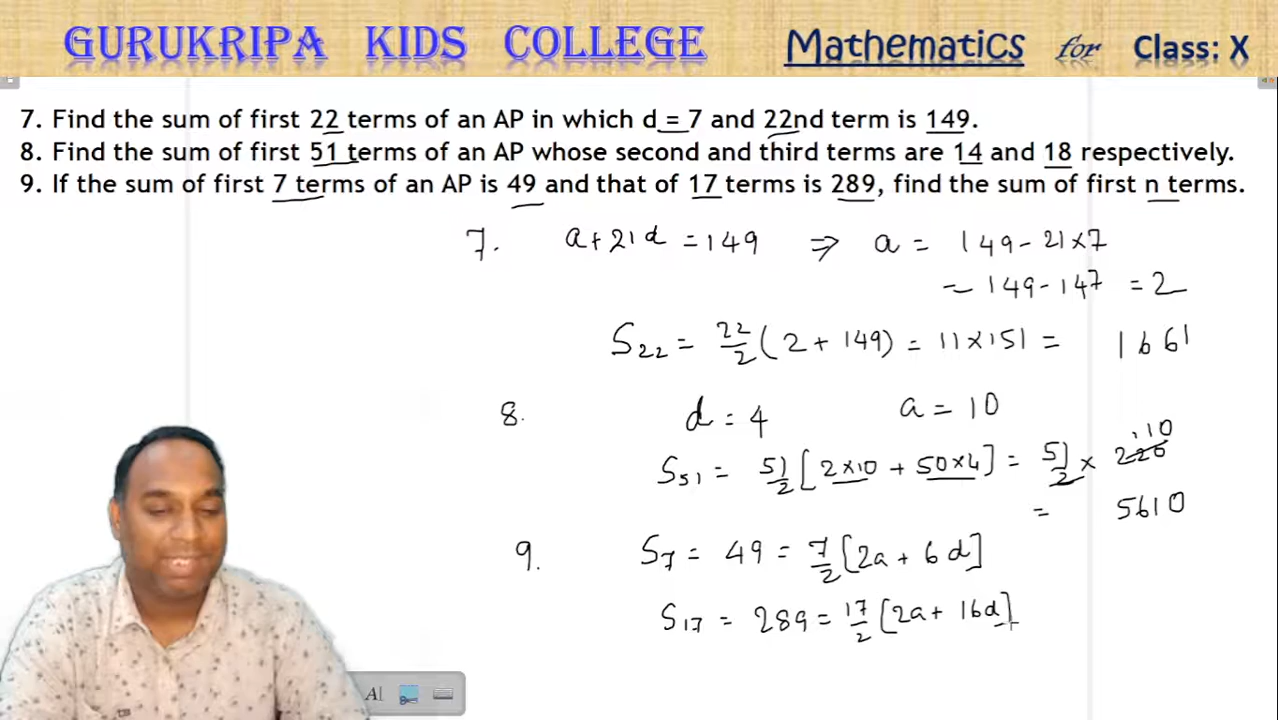 GURUKRIPA KIDS COLLEGE Mathematics for Class: X
7. Find the sum of first 22 terms of an AP in which d = 7 and 22nd term is 149.
8. Find the sum of first 51 terms of an AP whose second and third terms are 14 and 18 respectively.
9. If the sum of first 7 terms of an AP is 49 and that of 17 terms is 289, find the sum of first n terms.
7. a+21d = 149 ⇒ a = 149 - 21×7
= 149 - 147 = 2
S22 = 22/2 (2 + 149) = 11×151 = 1661
8. d = 4 a = 10
S51 = 51/2 [2×10 + 50×4] = 51/2 × 220 110
= 5610
9. S7 = 49 = 7/2 [2a + 6d]
S17 = 289 = 17/2 [2a + 16d]
A